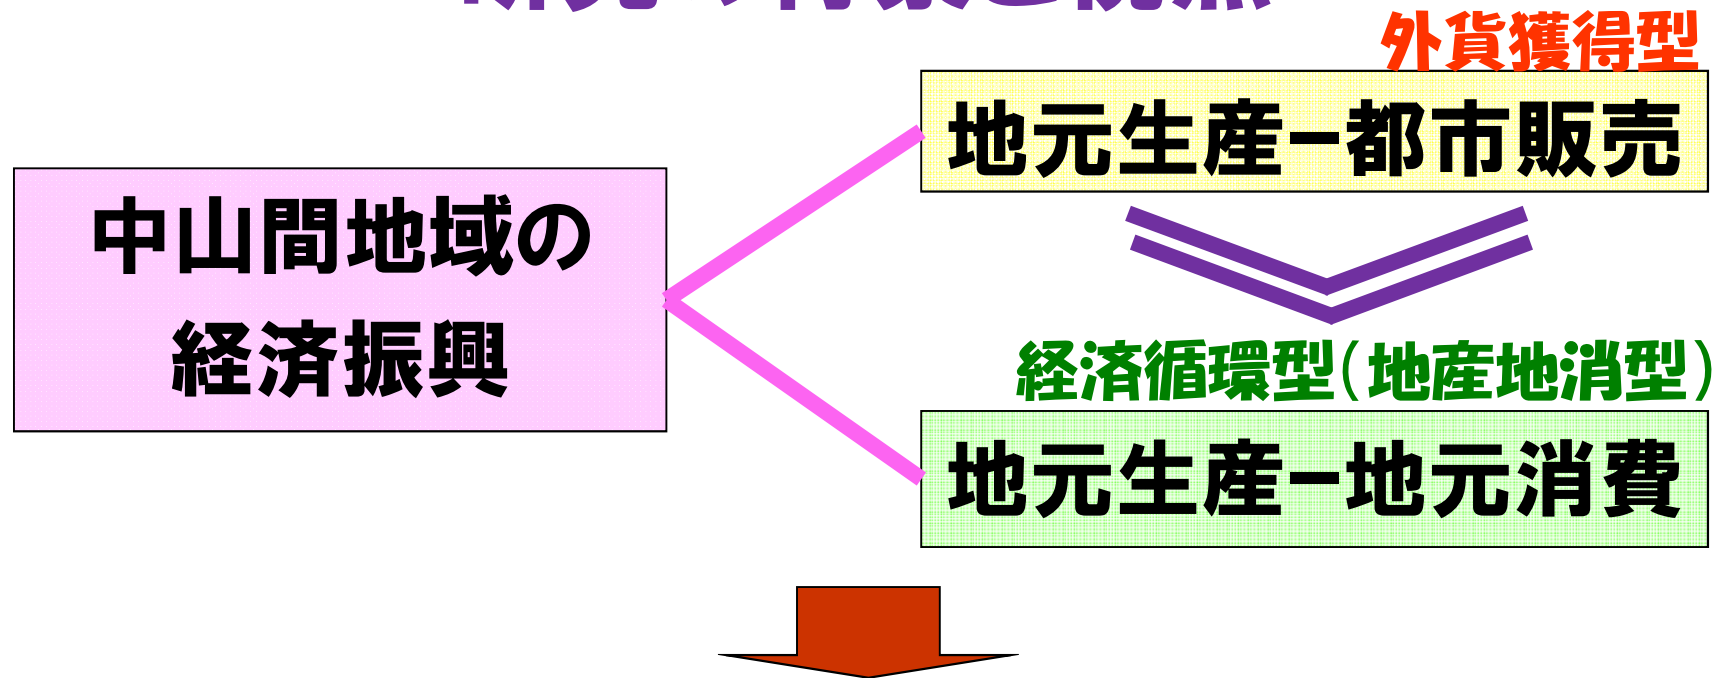 外貨獲得型
地元生産－都市販売
中山間地域の
経済振興
経済循環型（地産地消型）
地元生産－地元消費